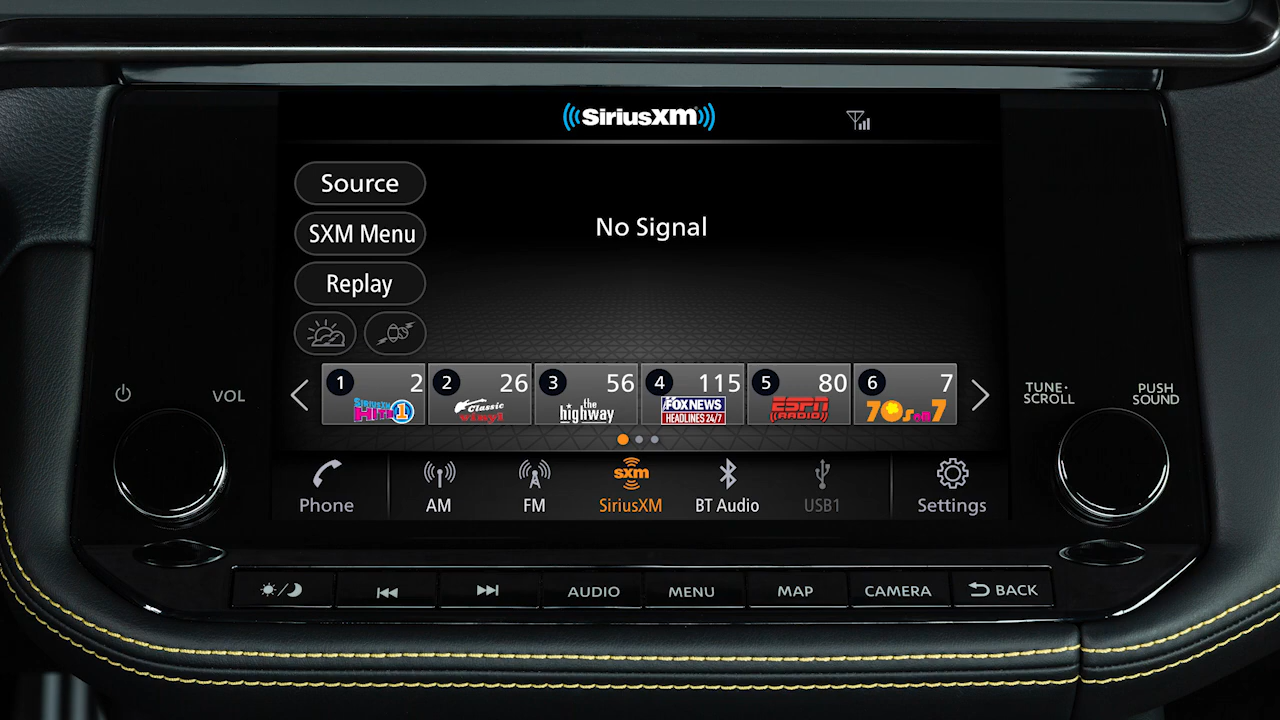 SiriusXM
Source
No Signal
SXM Menu
Replay
1 2 2 26 3 56 4 115 5 80 6 7
SIRIUSXM HITS 1
Classic vinyl
the highway
FOX NEWS
HEADLINES 24/7
ESPN
RADIO
70s on 7
VOL
TUNE·
SCROLL
PUSH
SOUND
sxm
Phone AM FM SiriusXM BT Audio USB1 Settings
AUDIO MENU MAP CAMERA BACK